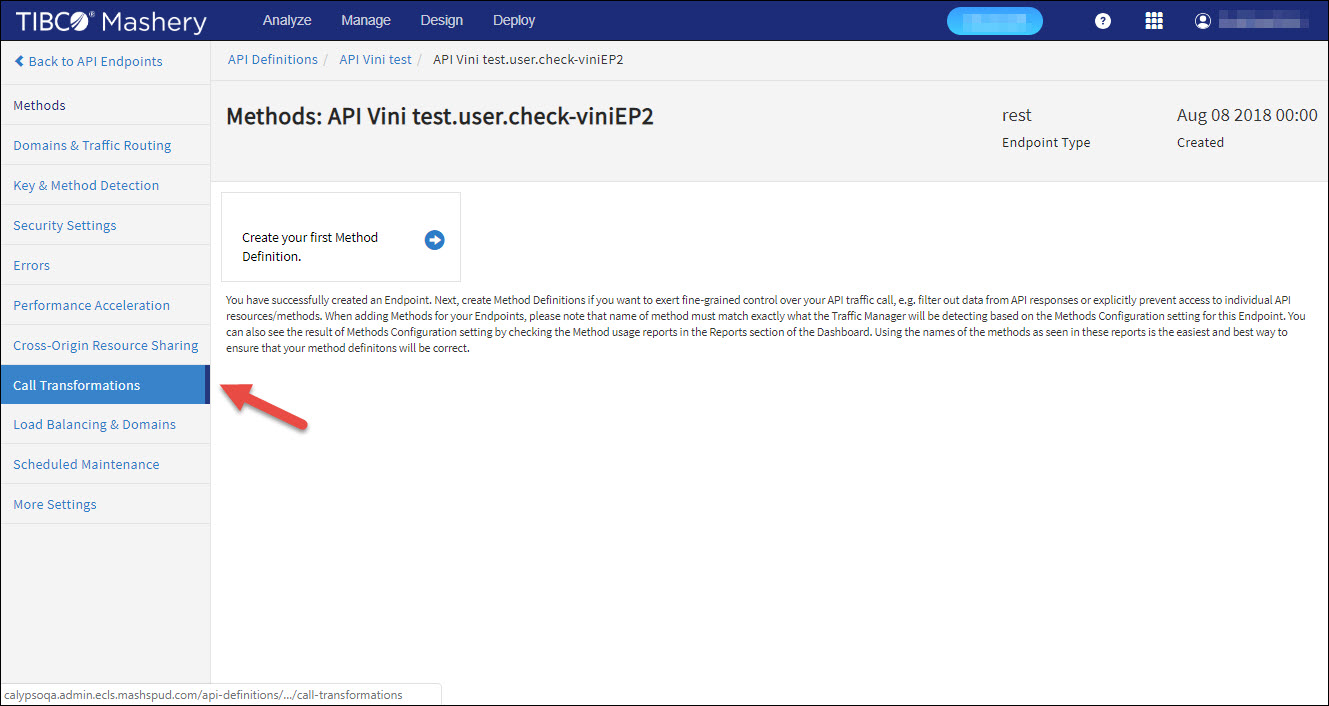 TIBCO® Mashery
Analyze Manage Design Deploy
?
Back to API Endpoints
API Definitions / API Vini test / API Vini test.user.check-viniEP2
Methods
Domains & Traffic Routing
Key & Method Detection
Security Settings
Errors
Performance Acceleration
Cross-Origin Resource Sharing
Call Transformations
Load Balancing & Domains
Scheduled Maintenance
More Settings
Methods: API Vini test.user.check-viniEP2
rest
Endpoint Type
Aug 08 2018 00:00
Created
Create your first Method
Definition.
You have successfully created an Endpoint. Next, create Method Definitions if you want to exert fine-grained control over your API traffic call, e.g. filter out data from API responses or explicitly prevent access to individual API
resources/methods. When adding Methods for your Endpoints, please note that name of method must match exactly what the Traffic Manager will be detecting based on the Methods Configuration setting for this Endpoint. You
can also see the result of Methods Configuration setting by checking the Method usage reports in the Reports section of the Dashboard. Using the names of the methods as seen in these reports is the easiest and best way to
ensure that your method definitons will be correct.
calypsoqa.admin.ecls.mashspud.com/api-definitions/.../call-transformations